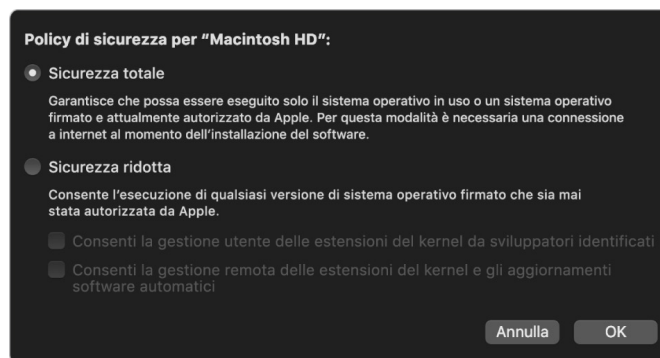 Policy di sicurezza per "Macintosh HD":
Sicurezza totale
Garantisce che possa essere eseguito solo il sistema operativo in uso o un sistema operativo
firmato e attualmente autorizzato da Apple. Per questa modalità è necessaria una connessione
a internet al momento dell'installazione del software.
Sicurezza ridotta
Consente l'esecuzione di qualsiasi versione di sistema operativo firmato che sia mai
stata autorizzata da Apple.
Consenti la gestione utente delle estensioni del kernel da sviluppatori identificati
Consenti la gestione remota delle estensioni del kernel e gli aggiornamenti
software automatici
Annulla OK